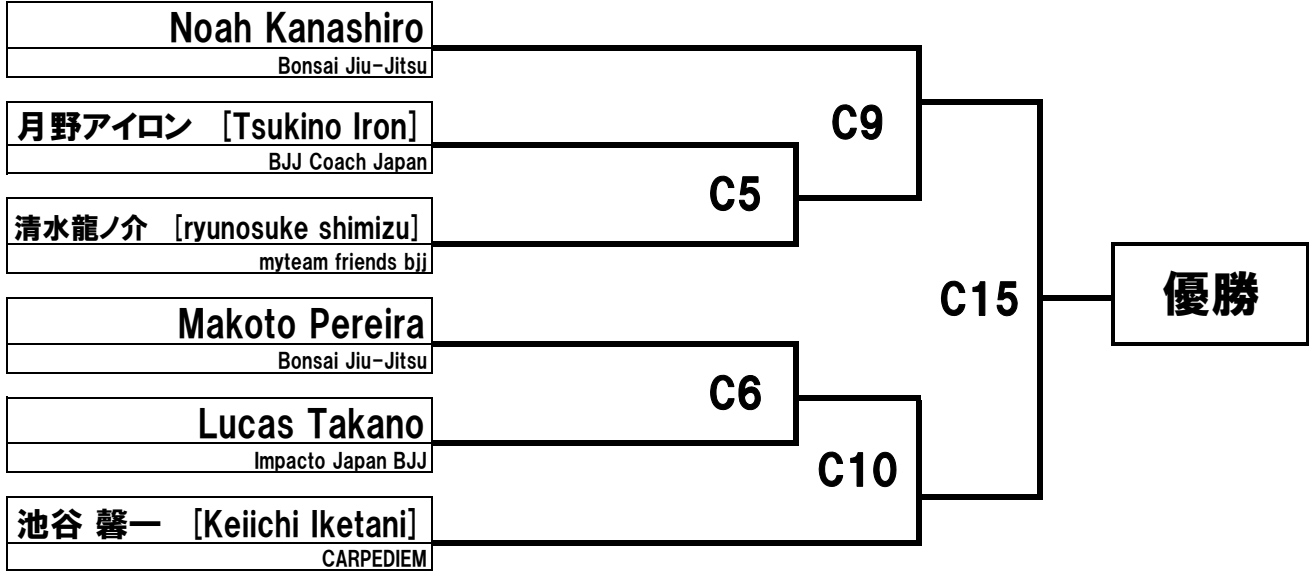 Noah Kanashiro
Bonsai Jiu-Jitsu
月野アイロン　[Tsukino Iron]
BJJ Coach Japan
清水龍ノ介　[ryunosuke shimizu]
myteam friends bjj
Makoto Pereira
Bonsai Jiu-Jitsu
Lucas Takano
Impacto Japan BJJ
池谷 馨一　[Keiichi Iketani]
CARPEDIEM
C5
C6
C9
C10
C15
優勝